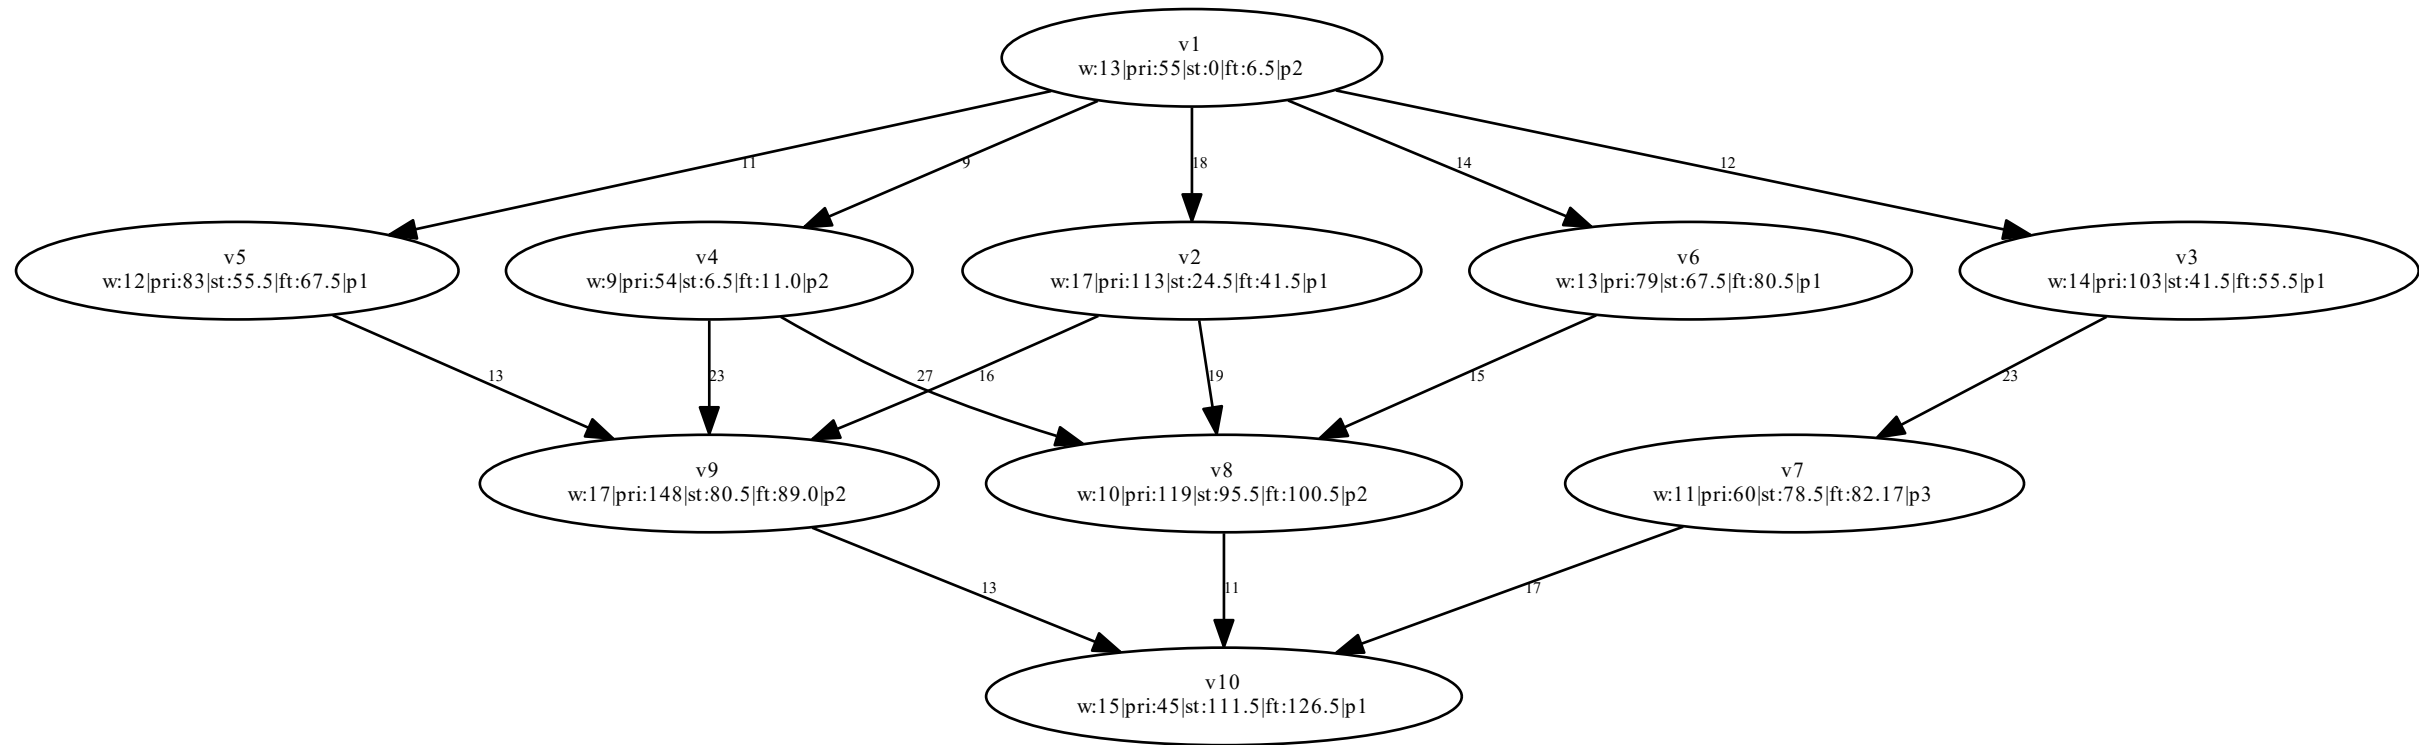 v1
w:13|pri:55|st:0|ft:6.5|p2
11
9
18
14
12
v5
w:12|pri:83|st:55.5|ft:67.5|p1
v4
w:9|pri:54|st:6.5|ft:11.0|p2
v2
w:17|pri:113|st:24.5|ft:41.5|p1
v6
w:13|pri:79|st:67.5|ft:80.5|p1
v3
w:14|pri:103|st:41.5|ft:55.5|p1
13
23
27
16
19
15
23
v9
w:17|pri:148|st:80.5|ft:89.0|p2
v8
w:10|pri:119|st:95.5|ft:100.5|p2
v7
w:11|pri:60|st:78.5|ft:82.17|p3
13
11
17
v10
w:15|pri:45|st:111.5|ft:126.5|p1